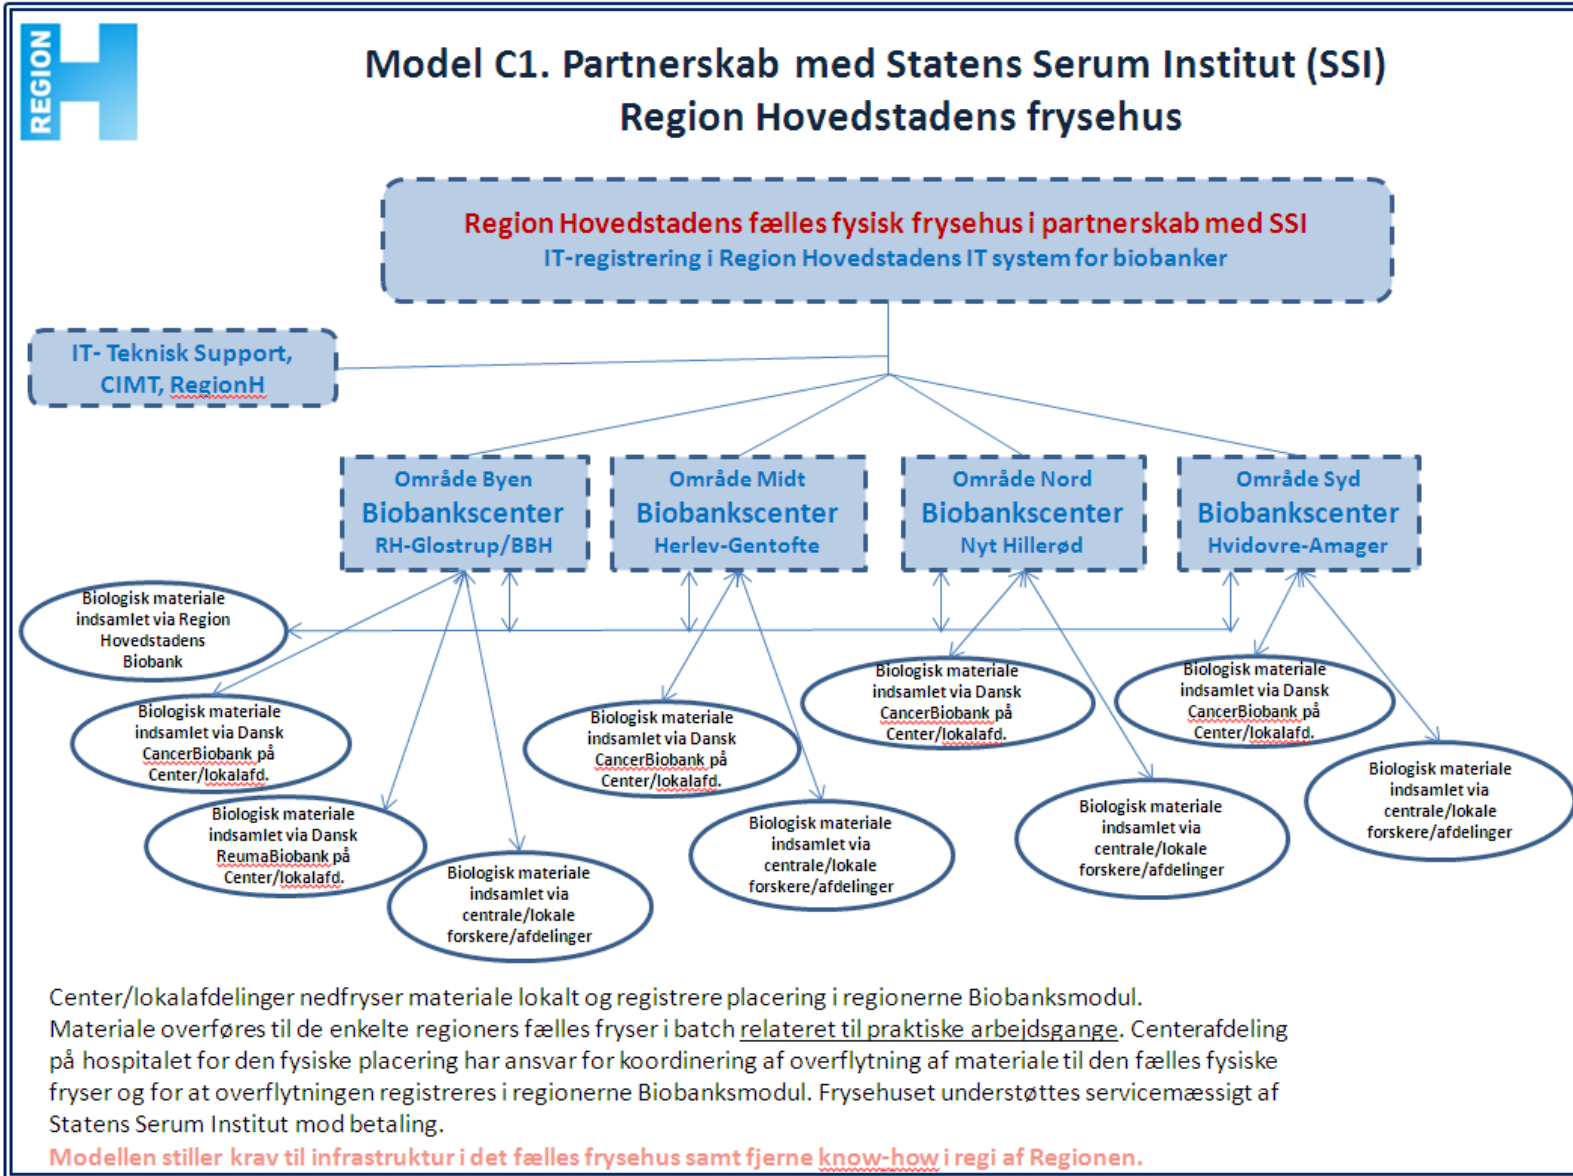 REGION
Model C1. Partnerskab med Statens Serum Institut (SSI)
Region Hovedstadens frysehus
Region Hovedstadens fælles fysisk frysehus i partnerskab med SSI
IT-registrering i Region Hovedstadens IT system for biobanker
IT- Teknisk Support,
CIMT, RegionH
Område Byen
Biobankscenter
RH-Glostrup/BBH
Område Midt
Biobankscenter
Herlev-Gentofte
Område Nord
Biobankscenter
Nyt Hillerød
Område Syd
Biobankscenter
Hvidovre-Amager
Biologisk materiale
indsamlet via Region
Hovedstadens
Biobank
Biologisk materiale
indsamlet via Dansk
CancerBiobank på
Center/lokalafd.
Biologisk materiale
indsamlet via Dansk
ReumaBiobank på
Center/lokalafd.
Biologisk materiale
indsamlet via
centrale/lokale
forskere/afdelinger
Biologisk materiale
indsamlet via Dansk
CancerBiobank på
Center/lokalafd.
Biologisk materiale
indsamlet via
centrale/lokale
forskere/afdelinger
Biologisk materiale
indsamlet via Dansk
CancerBiobank på
Center/lokalafd.
Biologisk materiale
indsamlet via
centrale/lokale
forskere/afdelinger
Biologisk materiale
indsamlet via Dansk
CancerBiobank på
Center/lokalafd.
Biologisk materiale
indsamlet via
centrale/lokale
forskere/afdelinger
Center/lokalafdelinger nedfryser materiale lokalt og registrere placering i regionerne Biobanksmodul.
Materiale overføres til de enkelte regioners fælles fryser i batch relateret til praktiske arbejdsgange. Centerafdeling
på hospitalet for den fysiske placering har ansvar for koordinering af overflytning af materiale til den fælles fysiske
fryser og for at overflytningen registreres i regionerne Biobanksmodul. Frysehuset understøttes servicemæssigt af
Statens Serum Institut mod betaling.
Modellen stiller krav til infrastruktur i det fælles frysehus samt fjerne know-how i regi af Regionen.